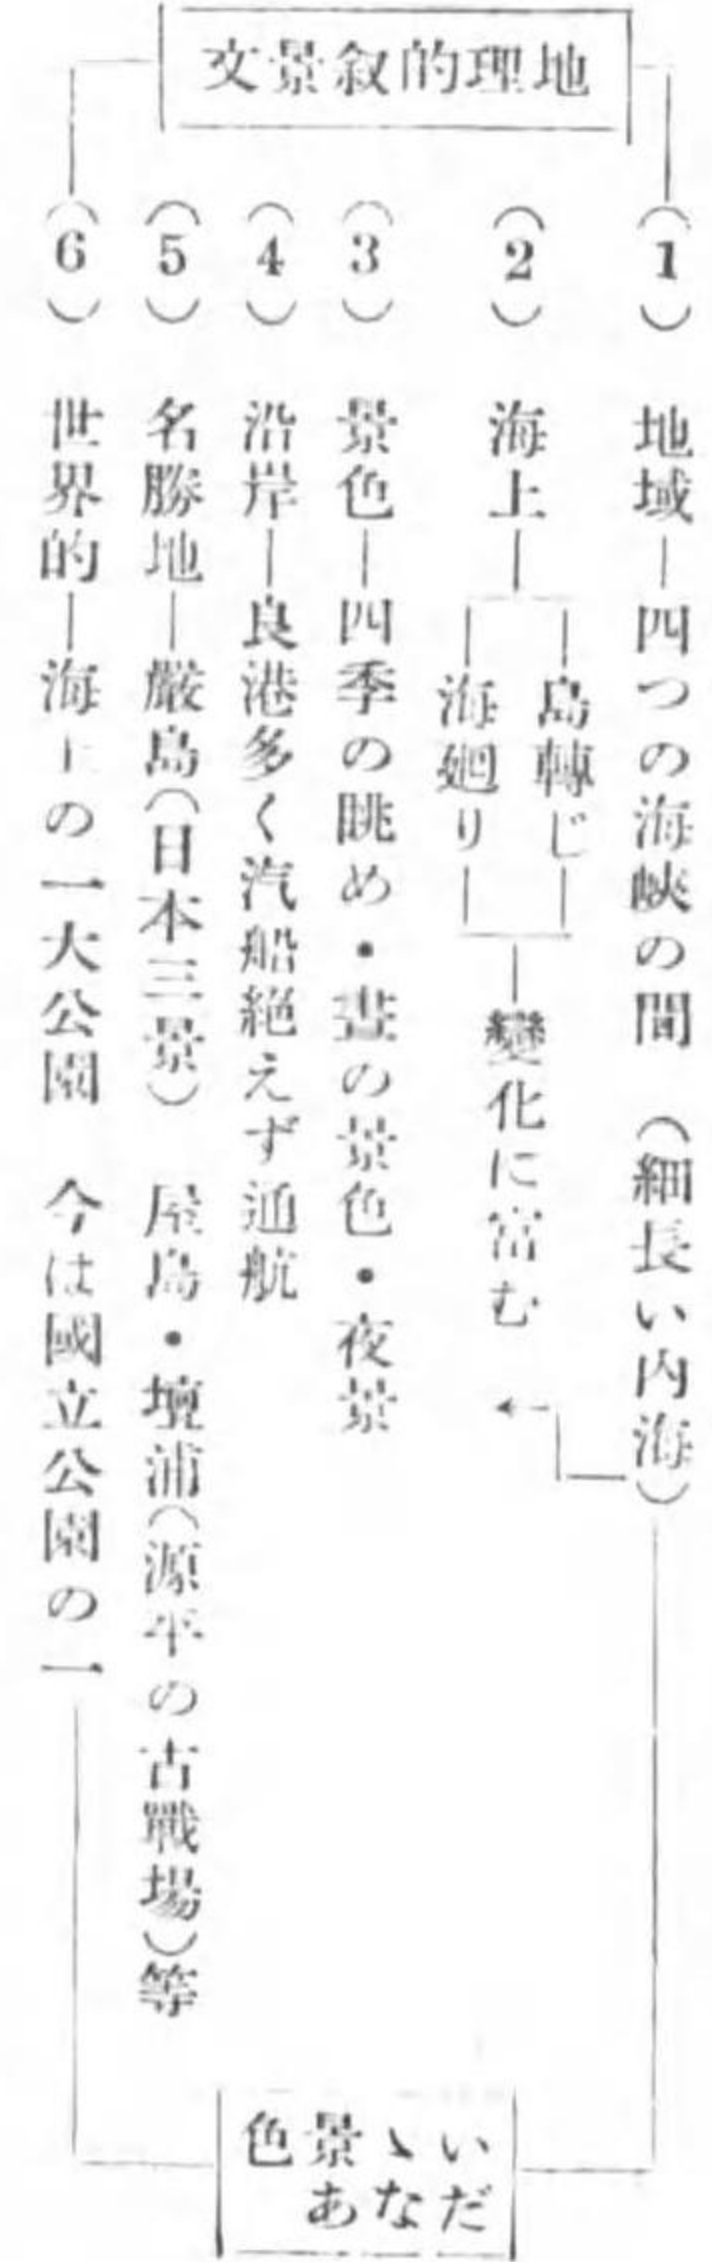 地理的叙景文
(1) 地域―四つの海峽の間 (細長い内海)
(2) 海上―
島轉じ
海廻り
變化に富む
(3) 景色―四季の眺め・晝の景色・夜景
(4) 沿岸―良港多く汽船絶えず通航
(5) 名勝地―嚴島(日本三景) 屋島・壇浦(源平の古戰場)等
(6) 世界的―海上の一大公園 今は國立公園の一
いゝ景色
だなあ